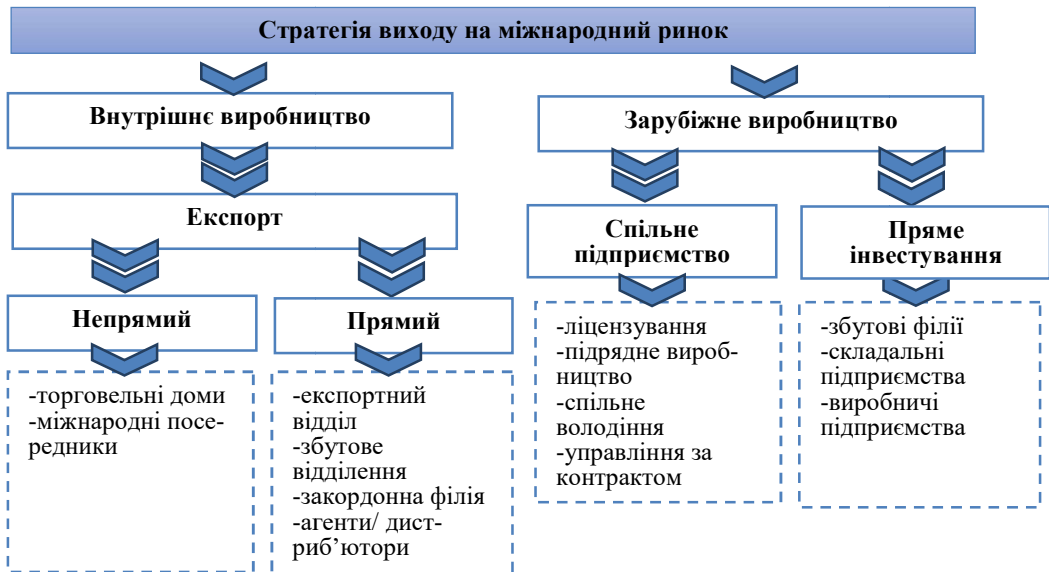 Стратегія виходу на міжнародний ринок
Внутрішнє виробництво
Зарубіжне виробництво
Експорт
Спільне
підприємство
Пряме
інвестування
Непрямий
Прямий
-торговельні доми
-міжнародні посе-
редники
-експортний
відділ
-збутове
відділення
-закордонна філія
-агенти/ дист-
риб’ютори
-ліцензування
-підрядне вироб-
ництво
-спільне
володіння
-управління за
контрактом
-збутові філії
-складальні
підприємства
-виробничі
підприємства